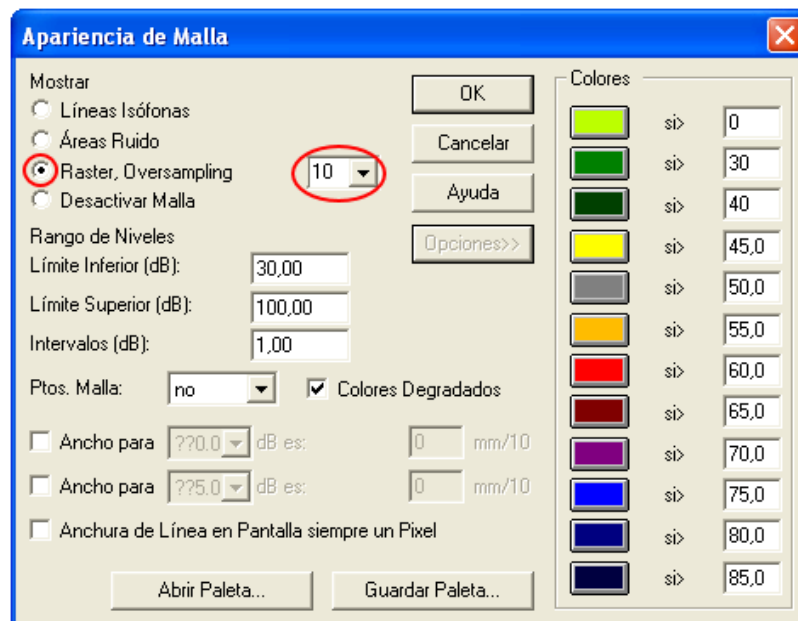 Apariencia de Malla
Mostrar
Líneas Isófonas
Áreas Ruido
Raster, Oversampling 10
Desactivar Malla
Rango de Niveles
Límite Inferior (dB): 30,00
Límite Superior (dB): 100,00
Intervalos (dB): 1,00
Ptos. Malla: no
Colores Degradados
Ancho para ??0.0 dB es: 0 mm/10
Ancho para ??5.0 dB es: 0 mm/10
Anchura de Línea en Pantalla siempre un Pixel
Abrir Paleta...
Guardar Paleta...
OK
Cancelar
Ayuda
Opciones>>
Colores
si> 0
si> 30
si> 40
si> 45,0
si> 50,0
si> 55,0
si> 60,0
si> 65,0
si> 70,0
si> 75,0
si> 80,0
si> 85,0